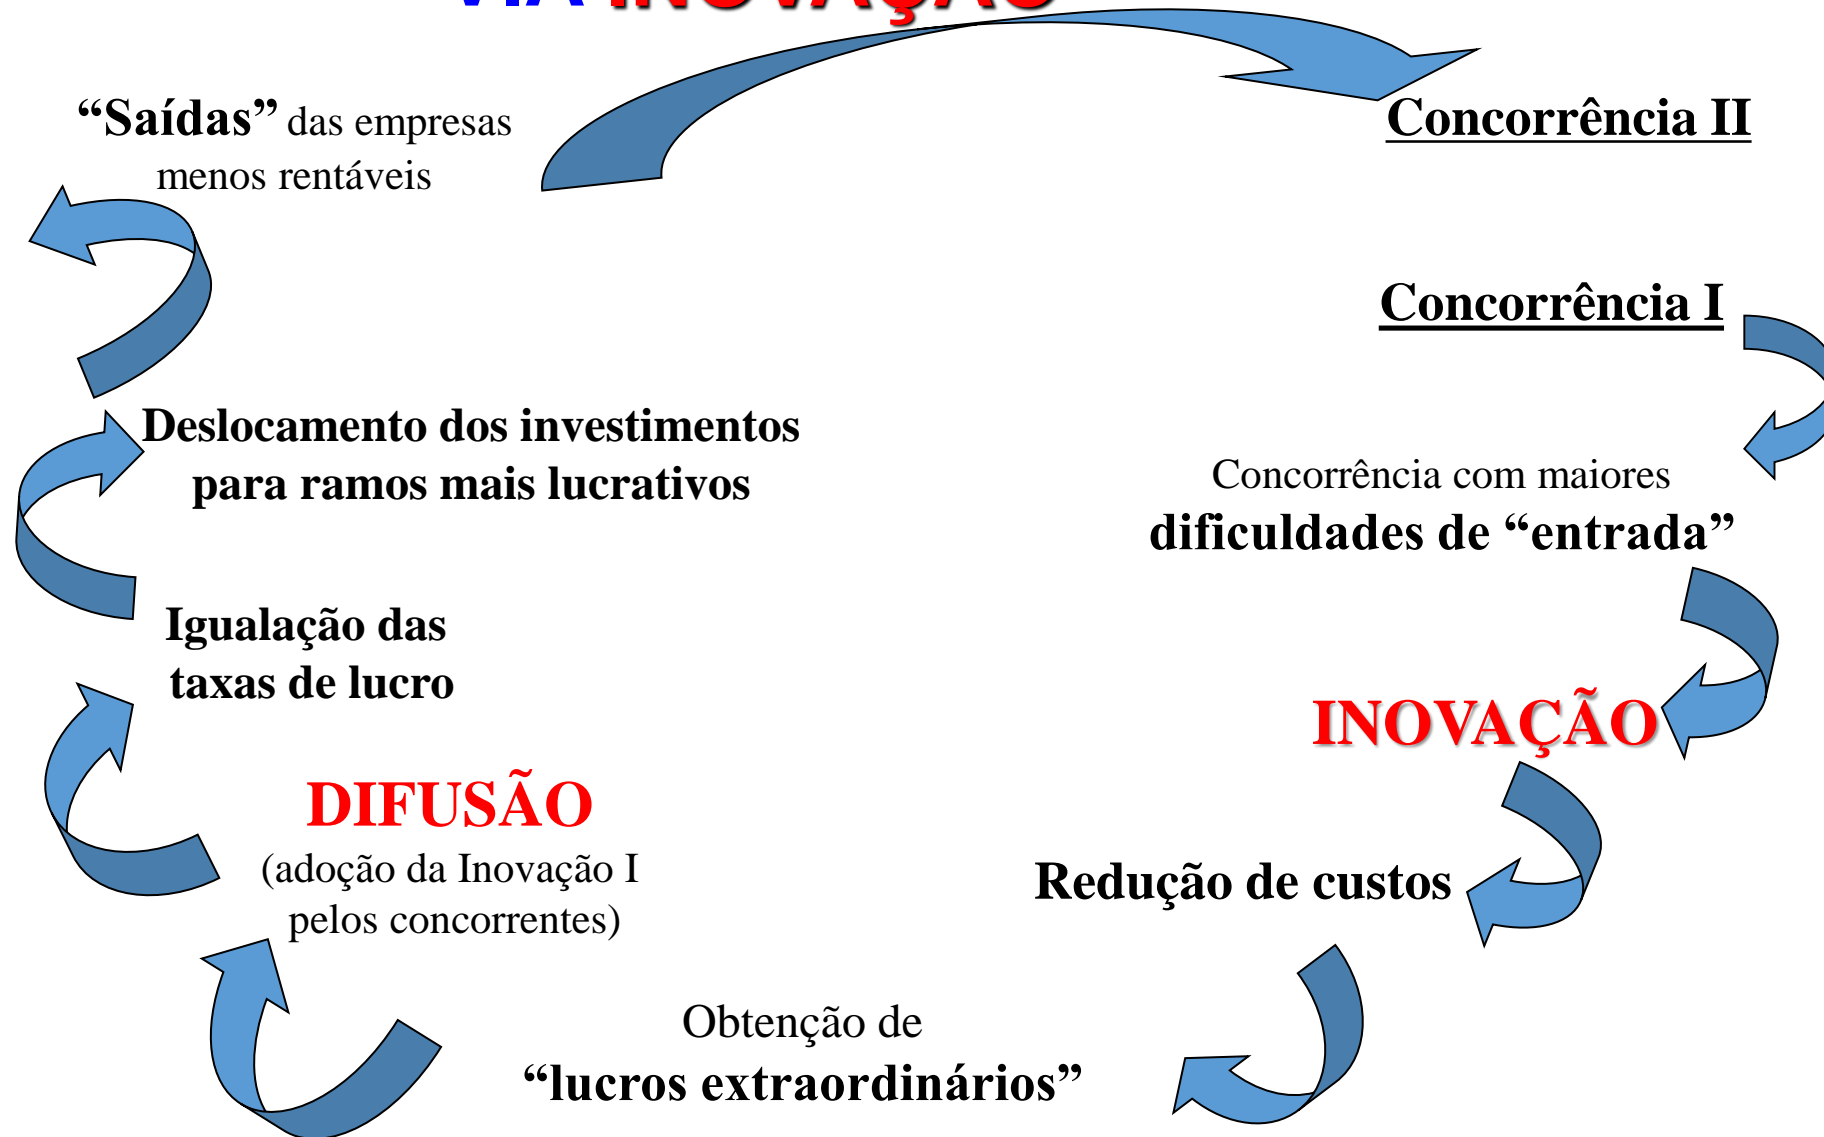 VIA INOVAÇÃO
“Saídas” das empresas
menos rentáveis
Concorrência II
Concorrência I
Concorrência com maiores
dificuldades de “entrada”
INOVAÇÃO
Redução de custos
Obtenção de
“lucros extraordinários”
DIFUSÃO
(adoção da Inovação I
pelos concorrentes)
Igualação das
taxas de lucro
Deslocamento dos investimentos
para ramos mais lucrativos